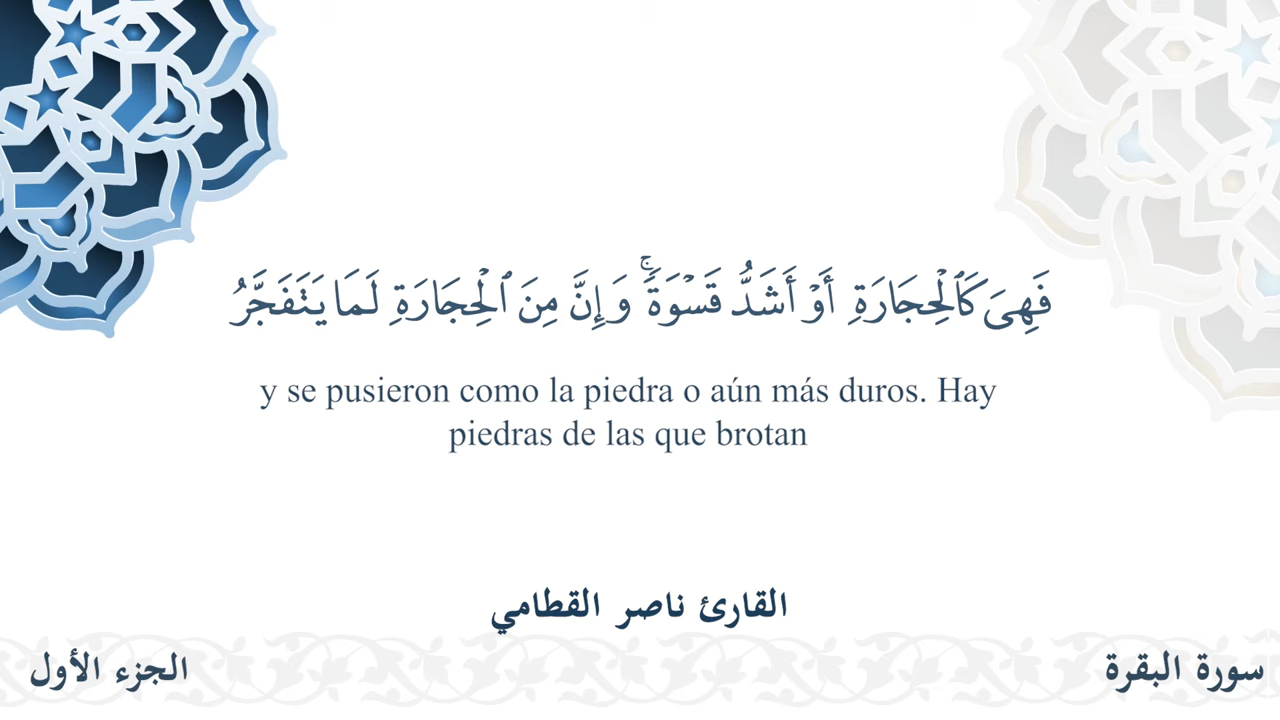 فَهِىَ كَٱلْحِجَارَةِ أَوْ أَشَدُّ قَسْوَةً ۚ وَإِنَّ مِنَ ٱلْحِجَارَةِ لَمَا يَتَفَجَّرُ
y se pusieron como la piedra o aún más duros. Hay
piedras de las que brotan
القارئ ناصر القطامي
سورة البقرة
الجزء الأول